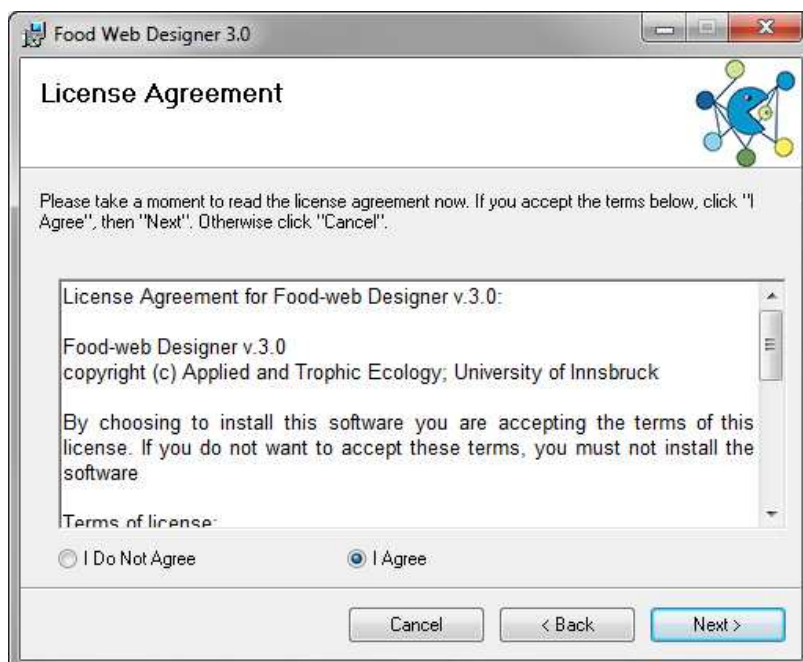 Food Web Designer 3.0
License Agreement
Please take a moment to read the license agreement now. If you accept the terms below, click "I
Agree", then "Next". Otherwise click "Cancel".
License Agreement for Food-web Designer v.3.0:
Food-web Designer v.3.0
copyright (c) Applied and Trophic Ecology; University of Innsbruck
By choosing to install this software you are accepting the terms of this
license. If you do not want to accept these terms, you must not install the
software
Terms of license:
I Do Not Agree
I Agree
Cancel
< Back
Next >